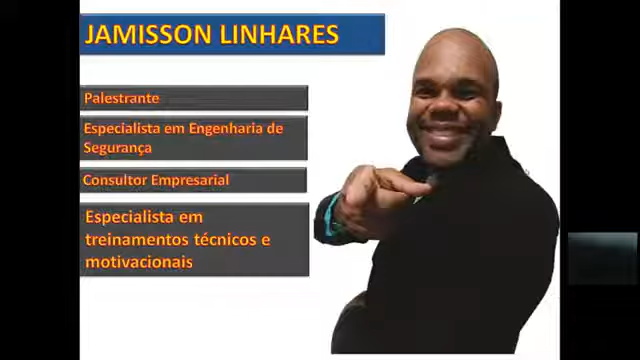 JAMISSON LINHARES
Palestrante
Especialista em Engenharia de
Segurança
Consultor Empresarial
Especialista em
treinamentos técnicos e
motivacionais